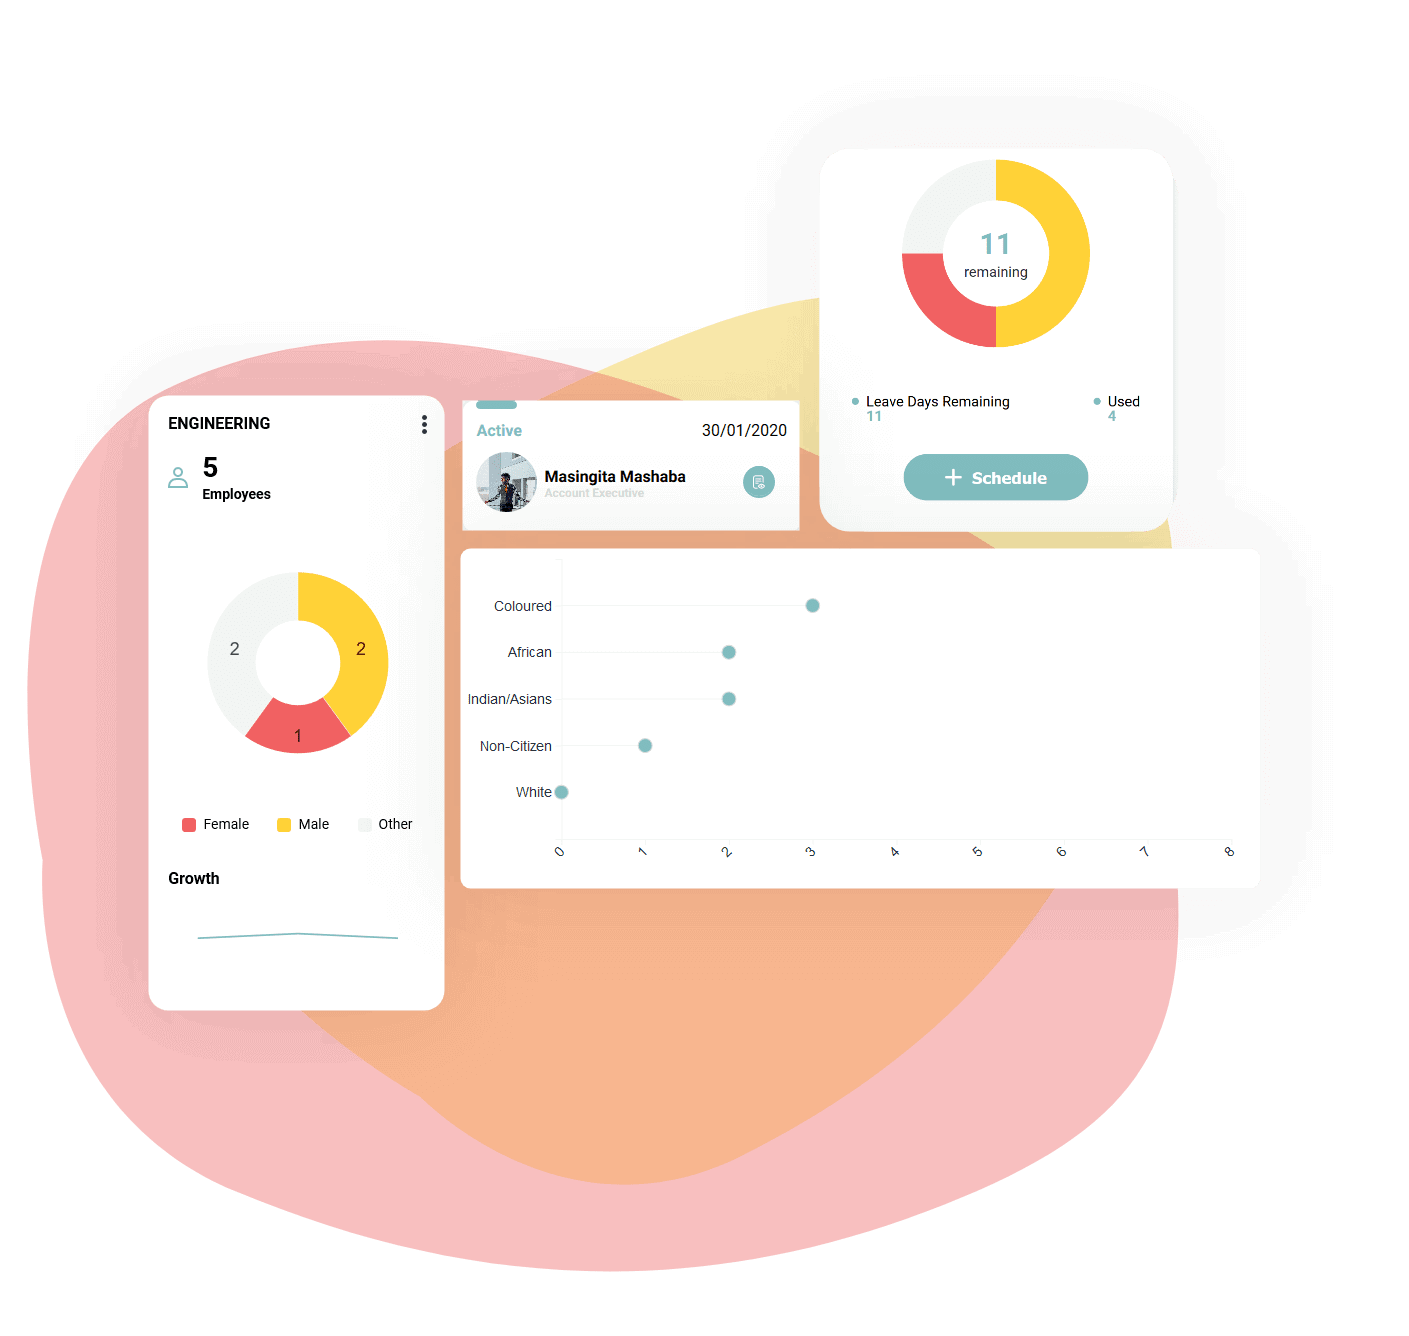 11
remaining
Leave Days Remaining
11
Used
4
+ Schedule
ENGINEERING
5
Employees
2
2
1
Female
Male
Other
Growth
Active
30/01/2020
Masingita Mashaba
Account Executive
Coloured
African
Indian/Asians
Non-Citizen
White
0 1 2 3 4 5 6 7 8